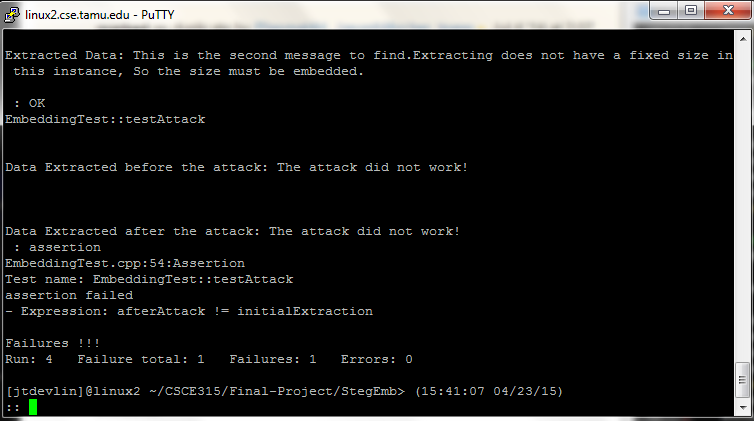 linux2.cse.tamu.edu - PuTTY
Extracted Data: This is the second message to find.Extracting does not have a fixed size in
this instance, So the size must be embedded.
: OK
EmbeddingTest::testAttack
Data Extracted before the attack: The attack did not work!
Data Extracted after the attack: The attack did not work!
: assertion
EmbeddingTest.cpp:54:Assertion
Test name: EmbeddingTest::testAttack
assertion failed
- Expression: afterAttack != initialExtraction
Failures !!!
Run: 4   Failure total: 1   Failures: 1   Errors: 0
[jtdevlin]@linux2 ~/CSCE315/Final-Project/StegEmb> (15:41:07 04/23/15)
::